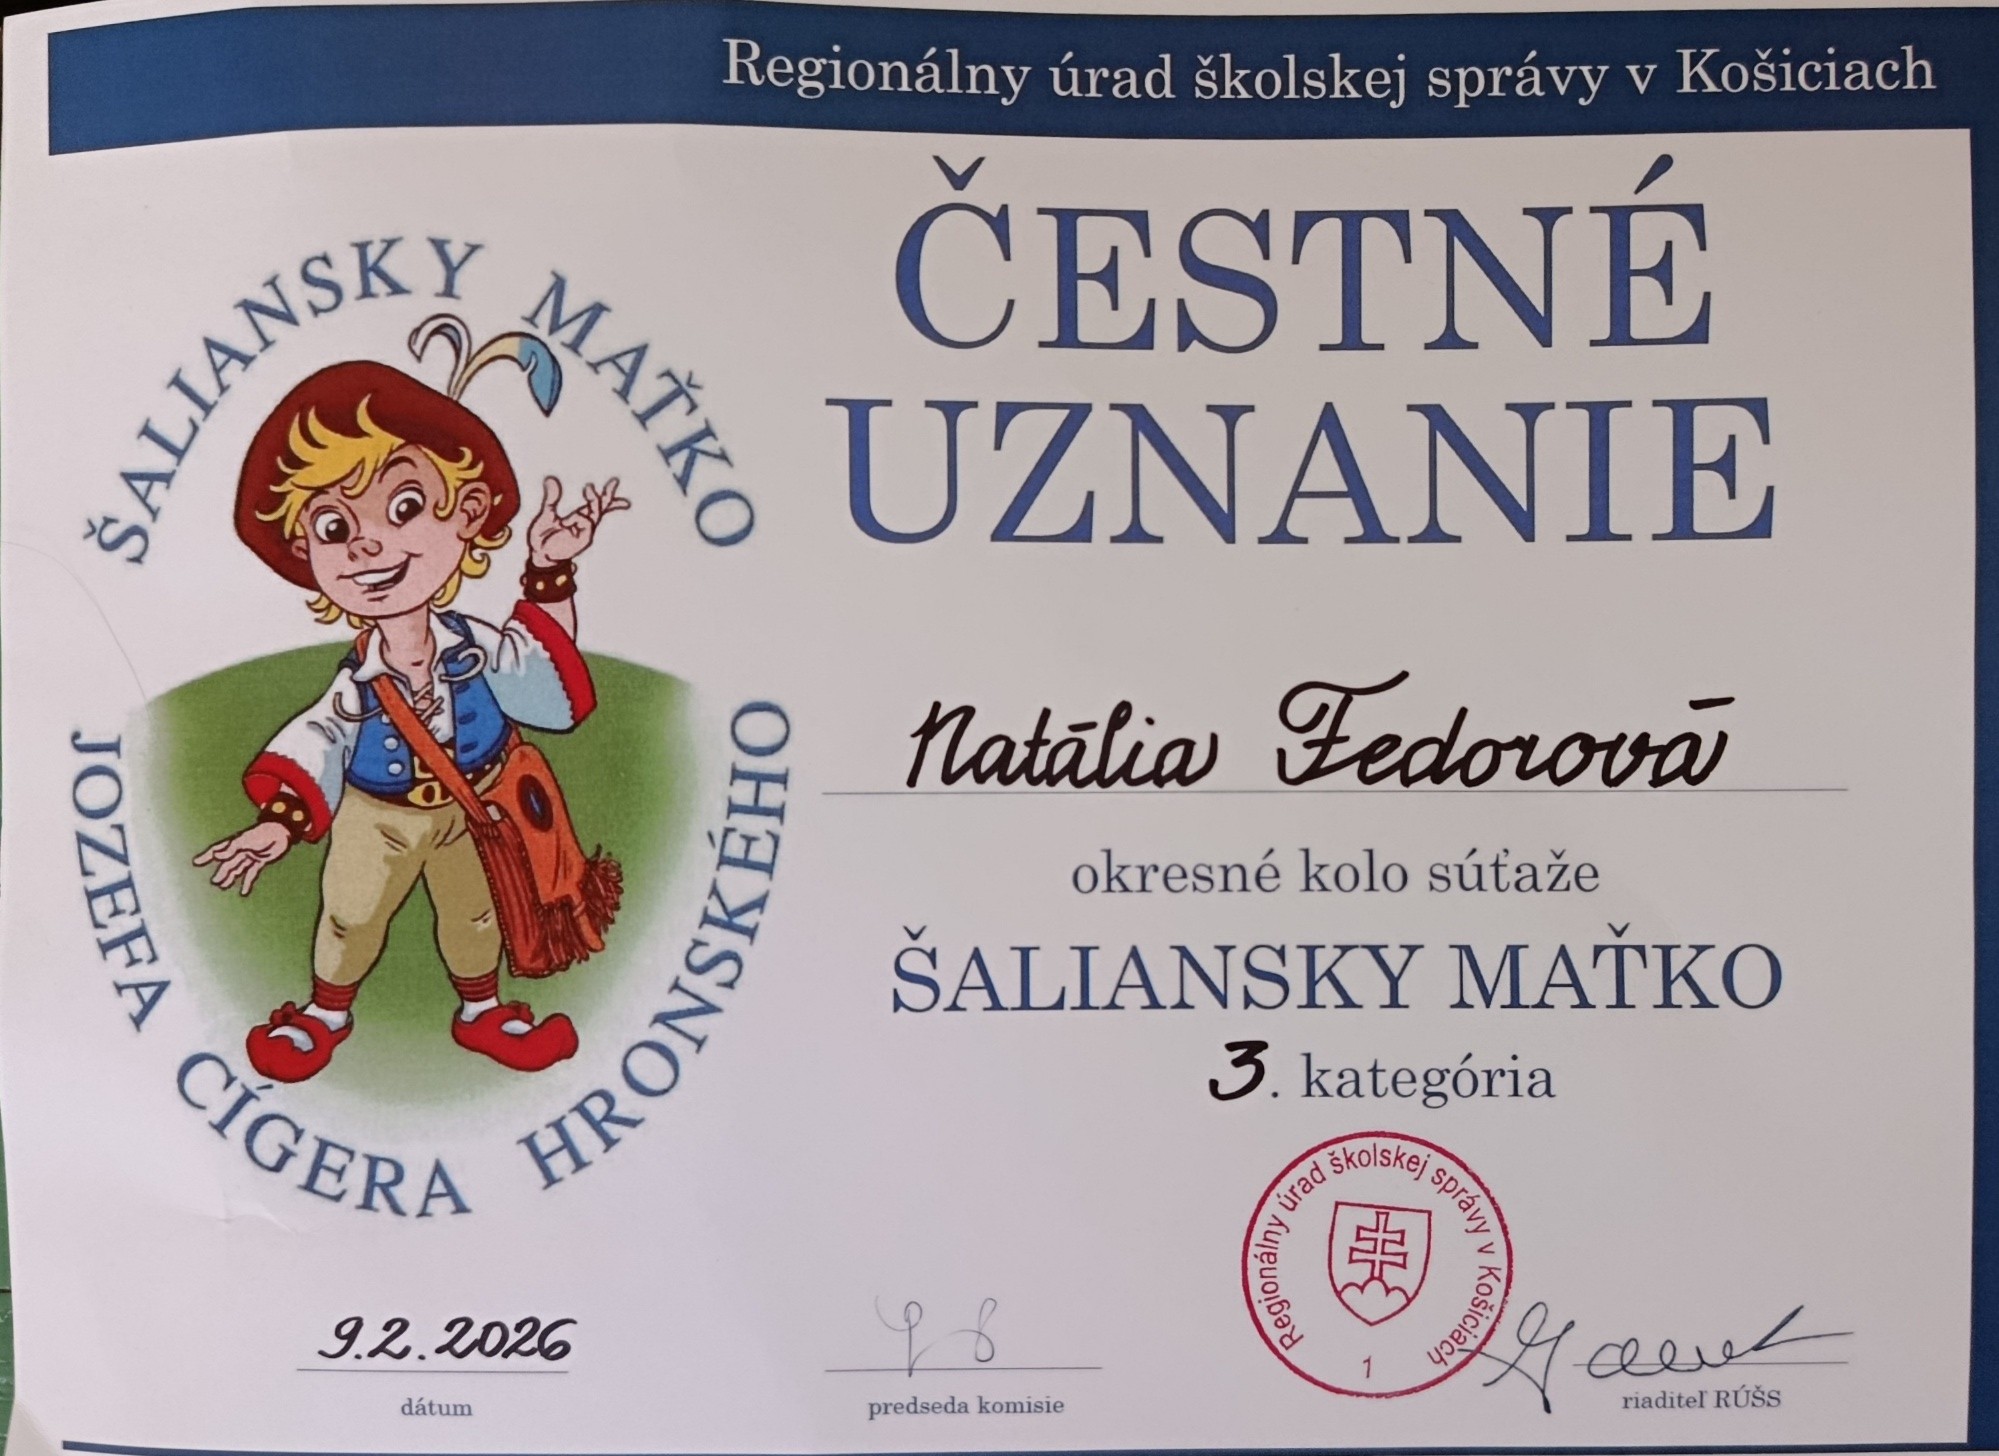 Regionálny úrad školskej správy v Košiciach
ČESTNÉ
UZNANIE
ŠALIANSKY MAŤKO
JOZEFA CÍGERA HRONSKÉHO
Natália Fedorová
okresné kolo súťaže
ŠALIANSKY MAŤKO
3. kategória
Regionálny úrad školskej správy v Košiciach
1
9.2.2026
dátum
predseda komisie
riaditeľ RÚŠS